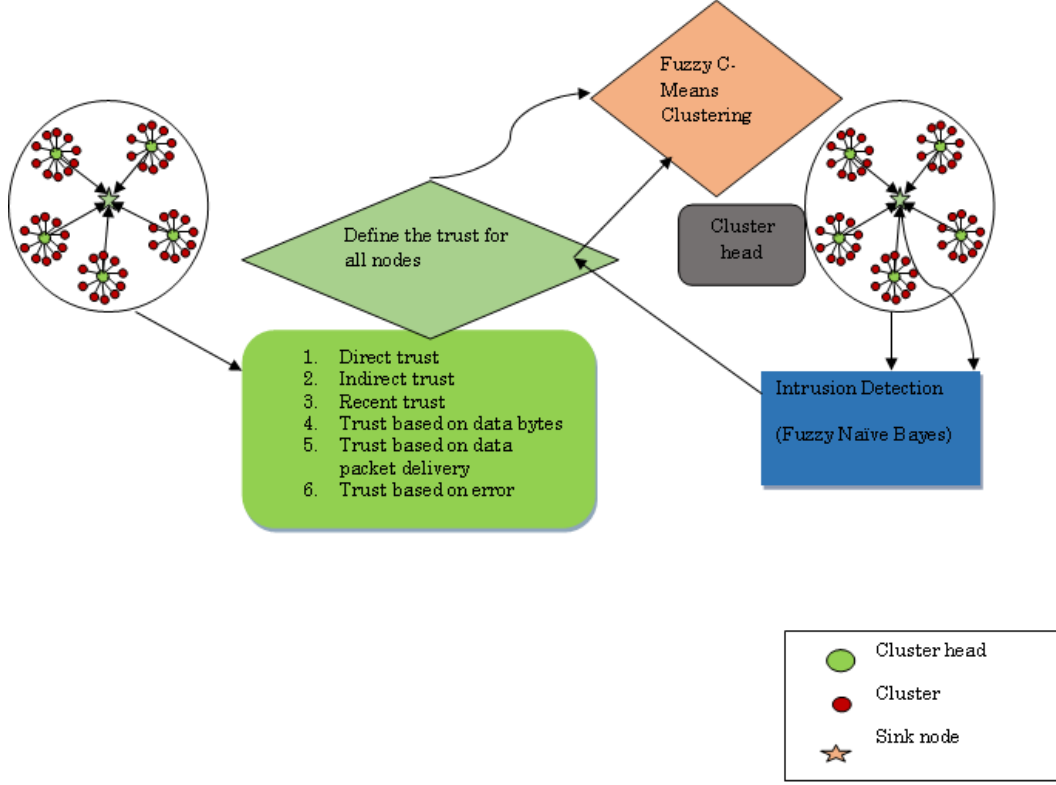 Fuzzy C-
Means
Clustering
Define the trust for
all nodes
Cluster
head
1. Direct trust
2. Indirect trust
3. Recent trust
4. Trust based on data bytes
5. Trust based on data
packet delivery
6. Trust based on error
Intrusion Detection
(Fuzzy Naïve Bayes)
Cluster head
Cluster
Sink node